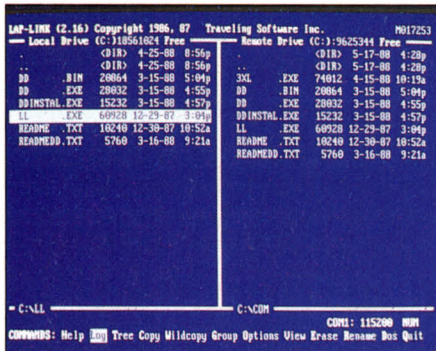 LAP-LINK (2.16) Copyright 1986, 87 Traveling Software Inc. M017253
Local Drive (C:)18561024 Free
. <DIR> 4-25-88 8:56p
.. <DIR> 4-25-88 8:56p
DD .BIN 20864 3-15-88 5:04p
DD .EXE 28032 3-15-88 4:55p
DDINSTAL.EXE 15232 3-15-88 4:57p
LL .EXE 60928 12-29-87 3:04p
README .TXT 10240 12-30-87 10:52a
READMEDD.TXT 5760 3-16-88 9:21a
C:\LL
Remote Drive (C:):9625344 Free
. <DIR> 5-17-88 4:28p
.. <DIR> 5-17-88 4:28p
3XL .EXE 74012 4-15-88 10:19a
DD .BIN 20864 3-15-88 5:04p
DD .EXE 28032 3-15-88 4:55p
DDINSTAL.EXE 15232 3-15-88 4:57p
LL .EXE 60928 12-29-87 3:04p
README .TXT 10240 12-30-87 10:52a
READMEDD.TXT 5760 3-16-88 9:21a
C:\COM
COM1: 115200 NUM
COMMANDS: Help Log Tree Copy Wildcopy Group Options View Erase Rename Dos Quit